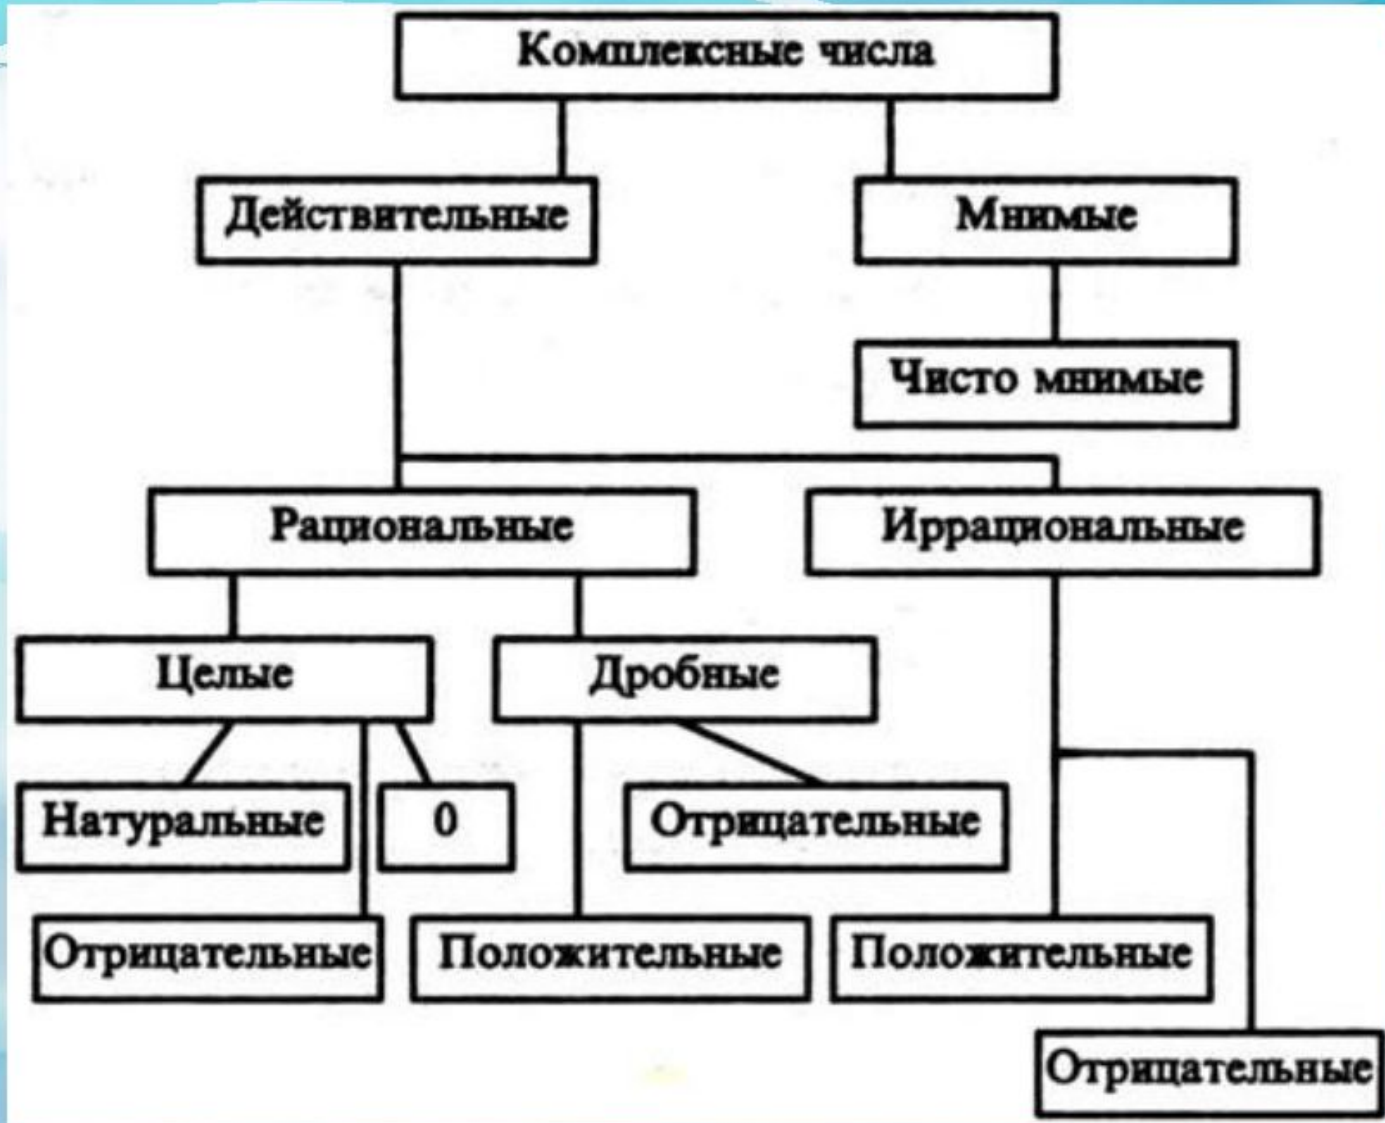 Комплексные числа
Действительные
Мнимые
Чисто мнимые
Рациональные
Иррациональные
Целые
Дробные
Натуральные
0
Отрицательные
Отрицательные
Положительные
Положительные
Отрицательные